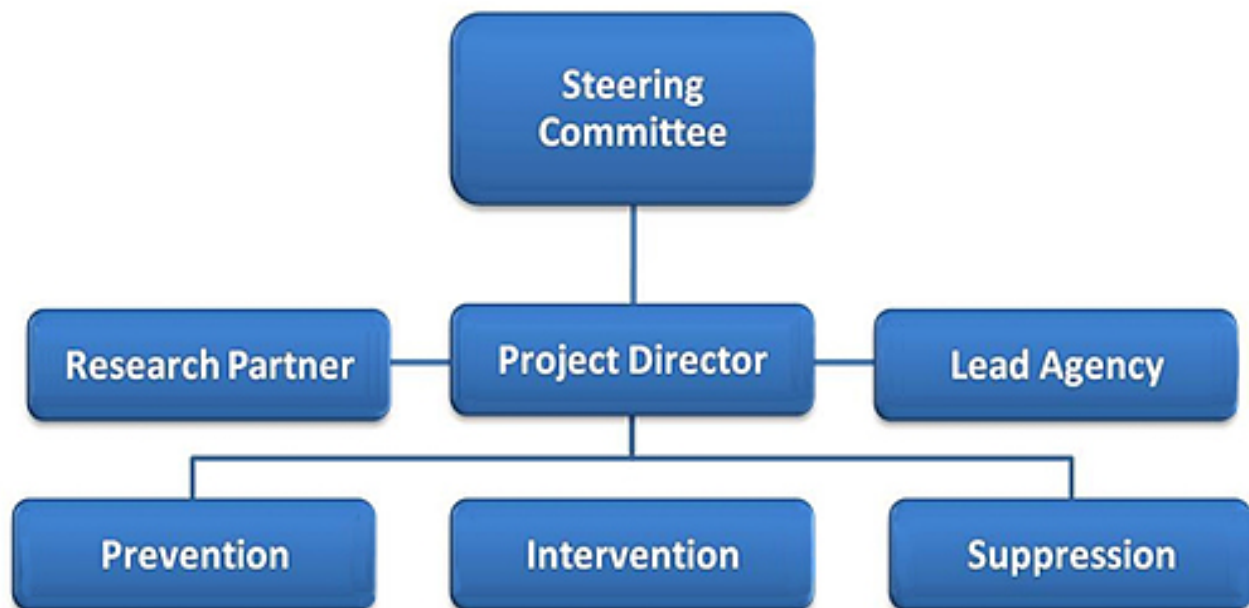 Steering
Committee
Research Partner
Project Director
Lead Agency
Prevention
Intervention
Suppression